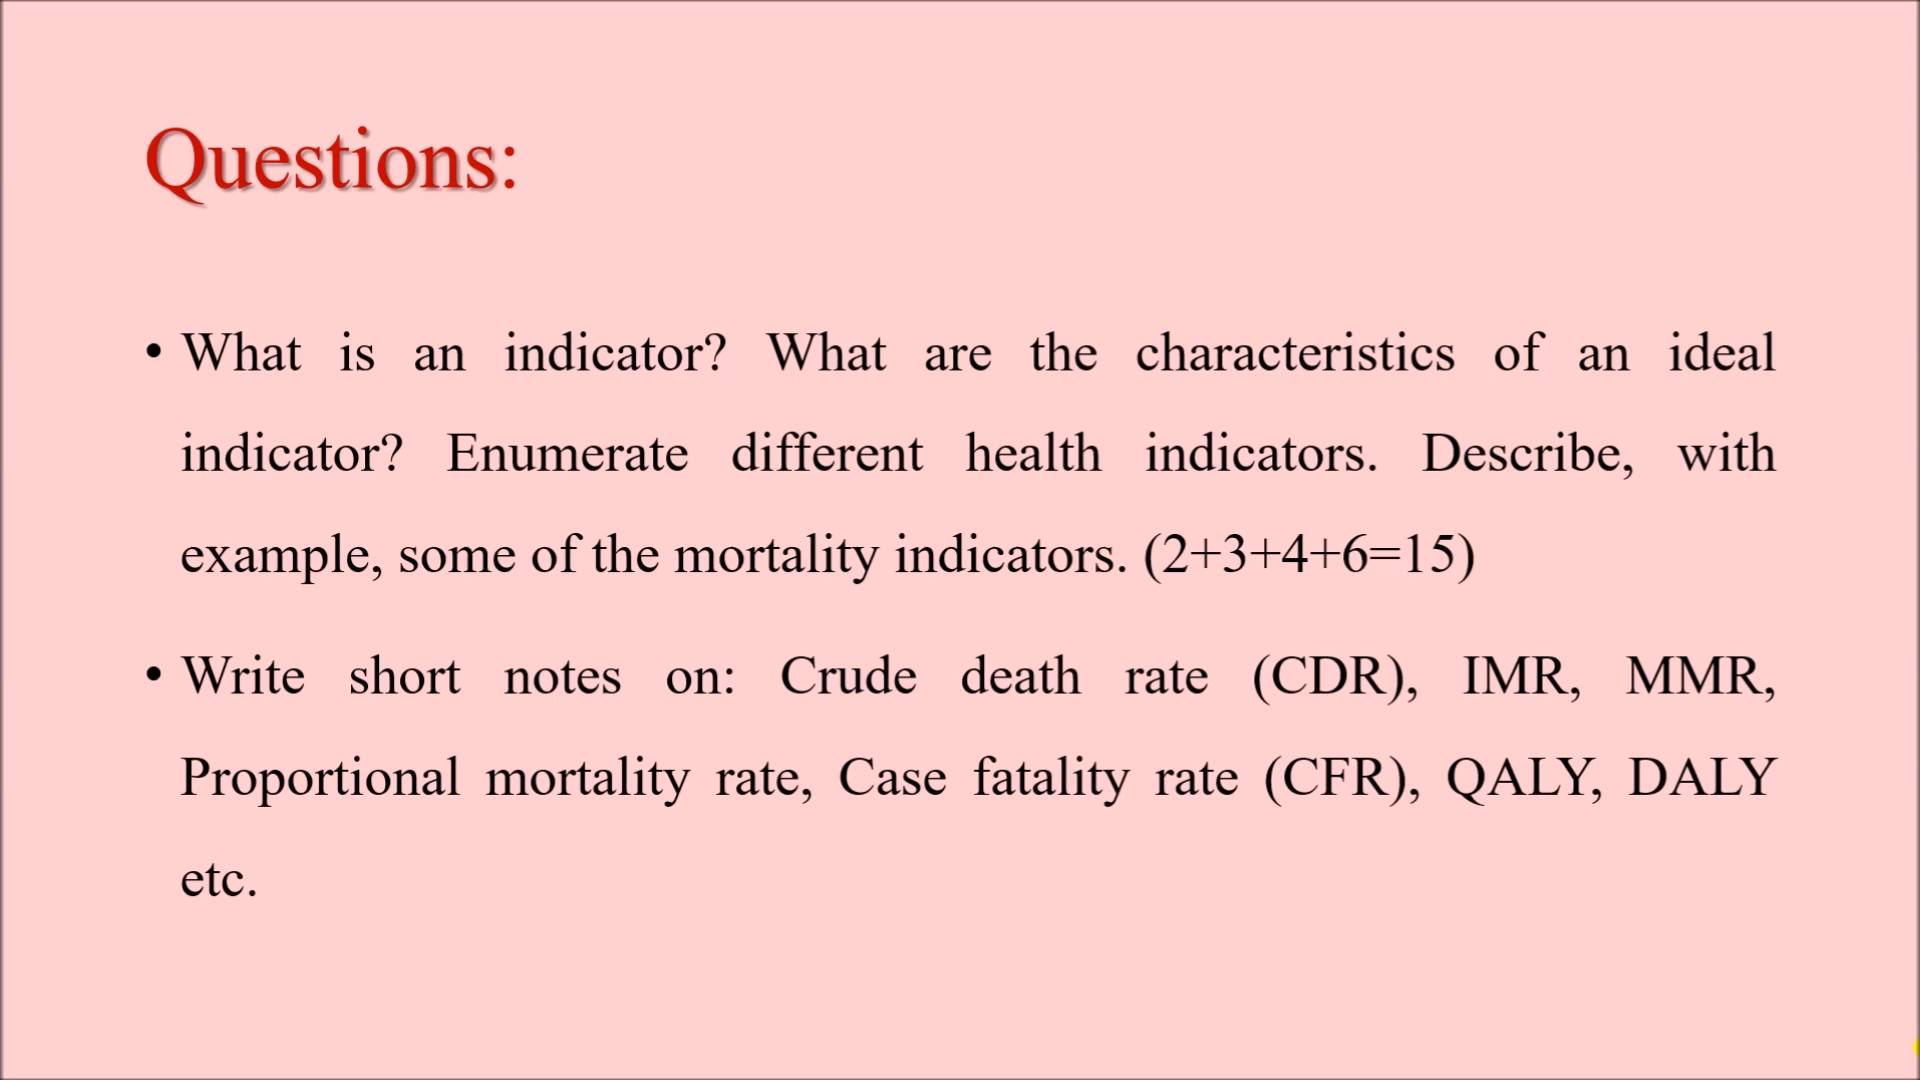 Questions:
• What is an indicator? What are the characteristics of an ideal
indicator? Enumerate different health indicators. Describe, with
example, some of the mortality indicators. (2+3+4+6=15)
• Write short notes on: Crude death rate (CDR), IMR, MMR,
Proportional mortality rate, Case fatality rate (CFR), QALY, DALY
etc.